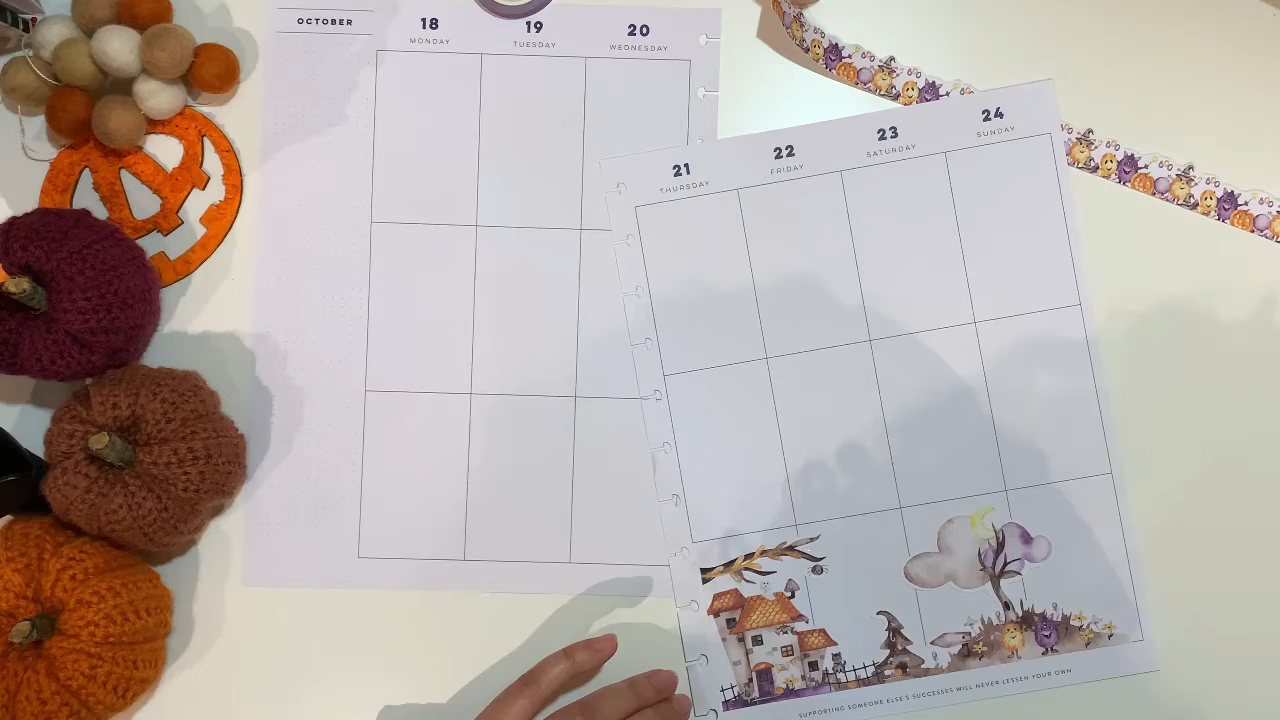 OCTOBER
18
MONDAY
19
TUESDAY
20
WEDNESDAY
21
THURSDAY
22
FRIDAY
23
SATURDAY
24
SUNDAY
SUPPORTING SOMEONE ELSE'S SUCCESSES WILL NEVER LESSEN YOUR OWN